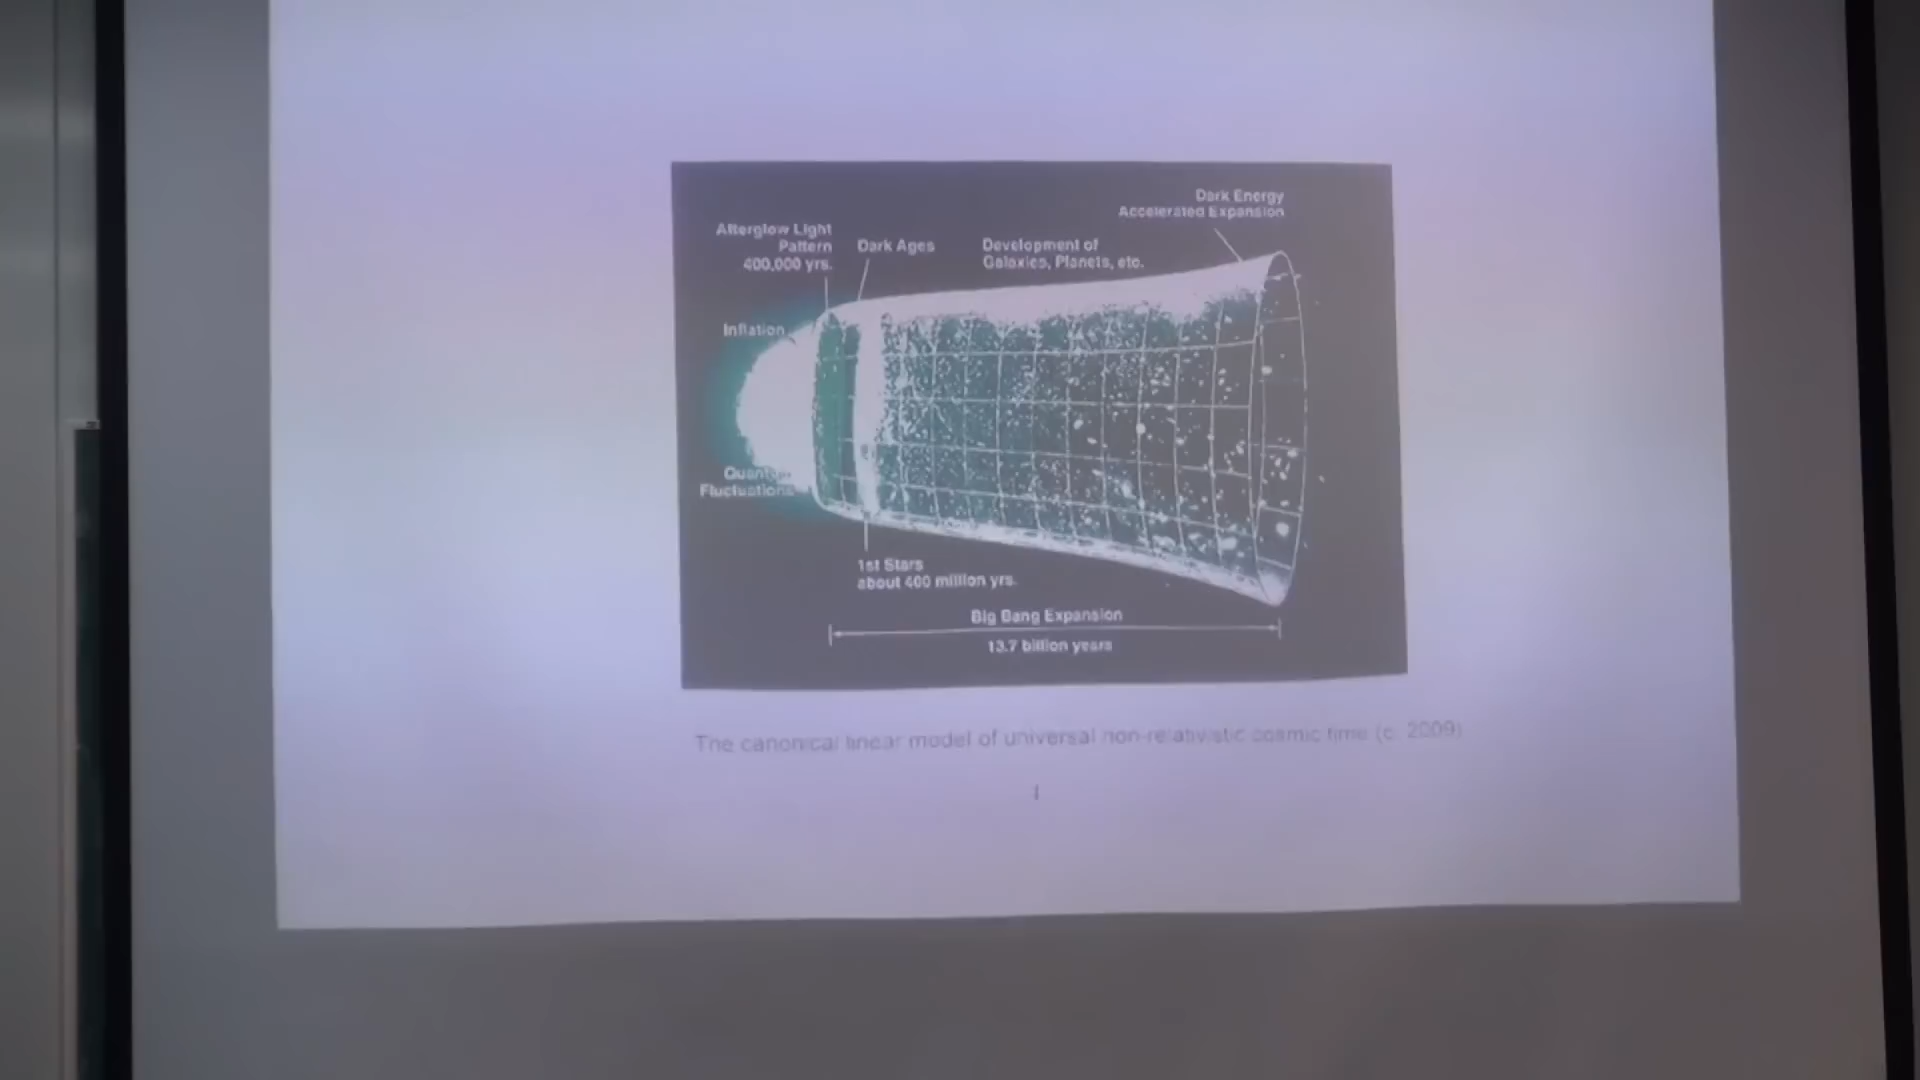 Dark Energy
Accelerated Expansion
Afterglow Light
Pattern
400,000 yrs.
Dark Ages
Development of
Galaxies, Planets, etc.
Inflation
Quantum
Fluctuations
1st Stars
about 400 million yrs.
Big Bang Expansion
13.7 billion years
The canonical linear model of universal non-relativistic cosmic time (c. 2009)